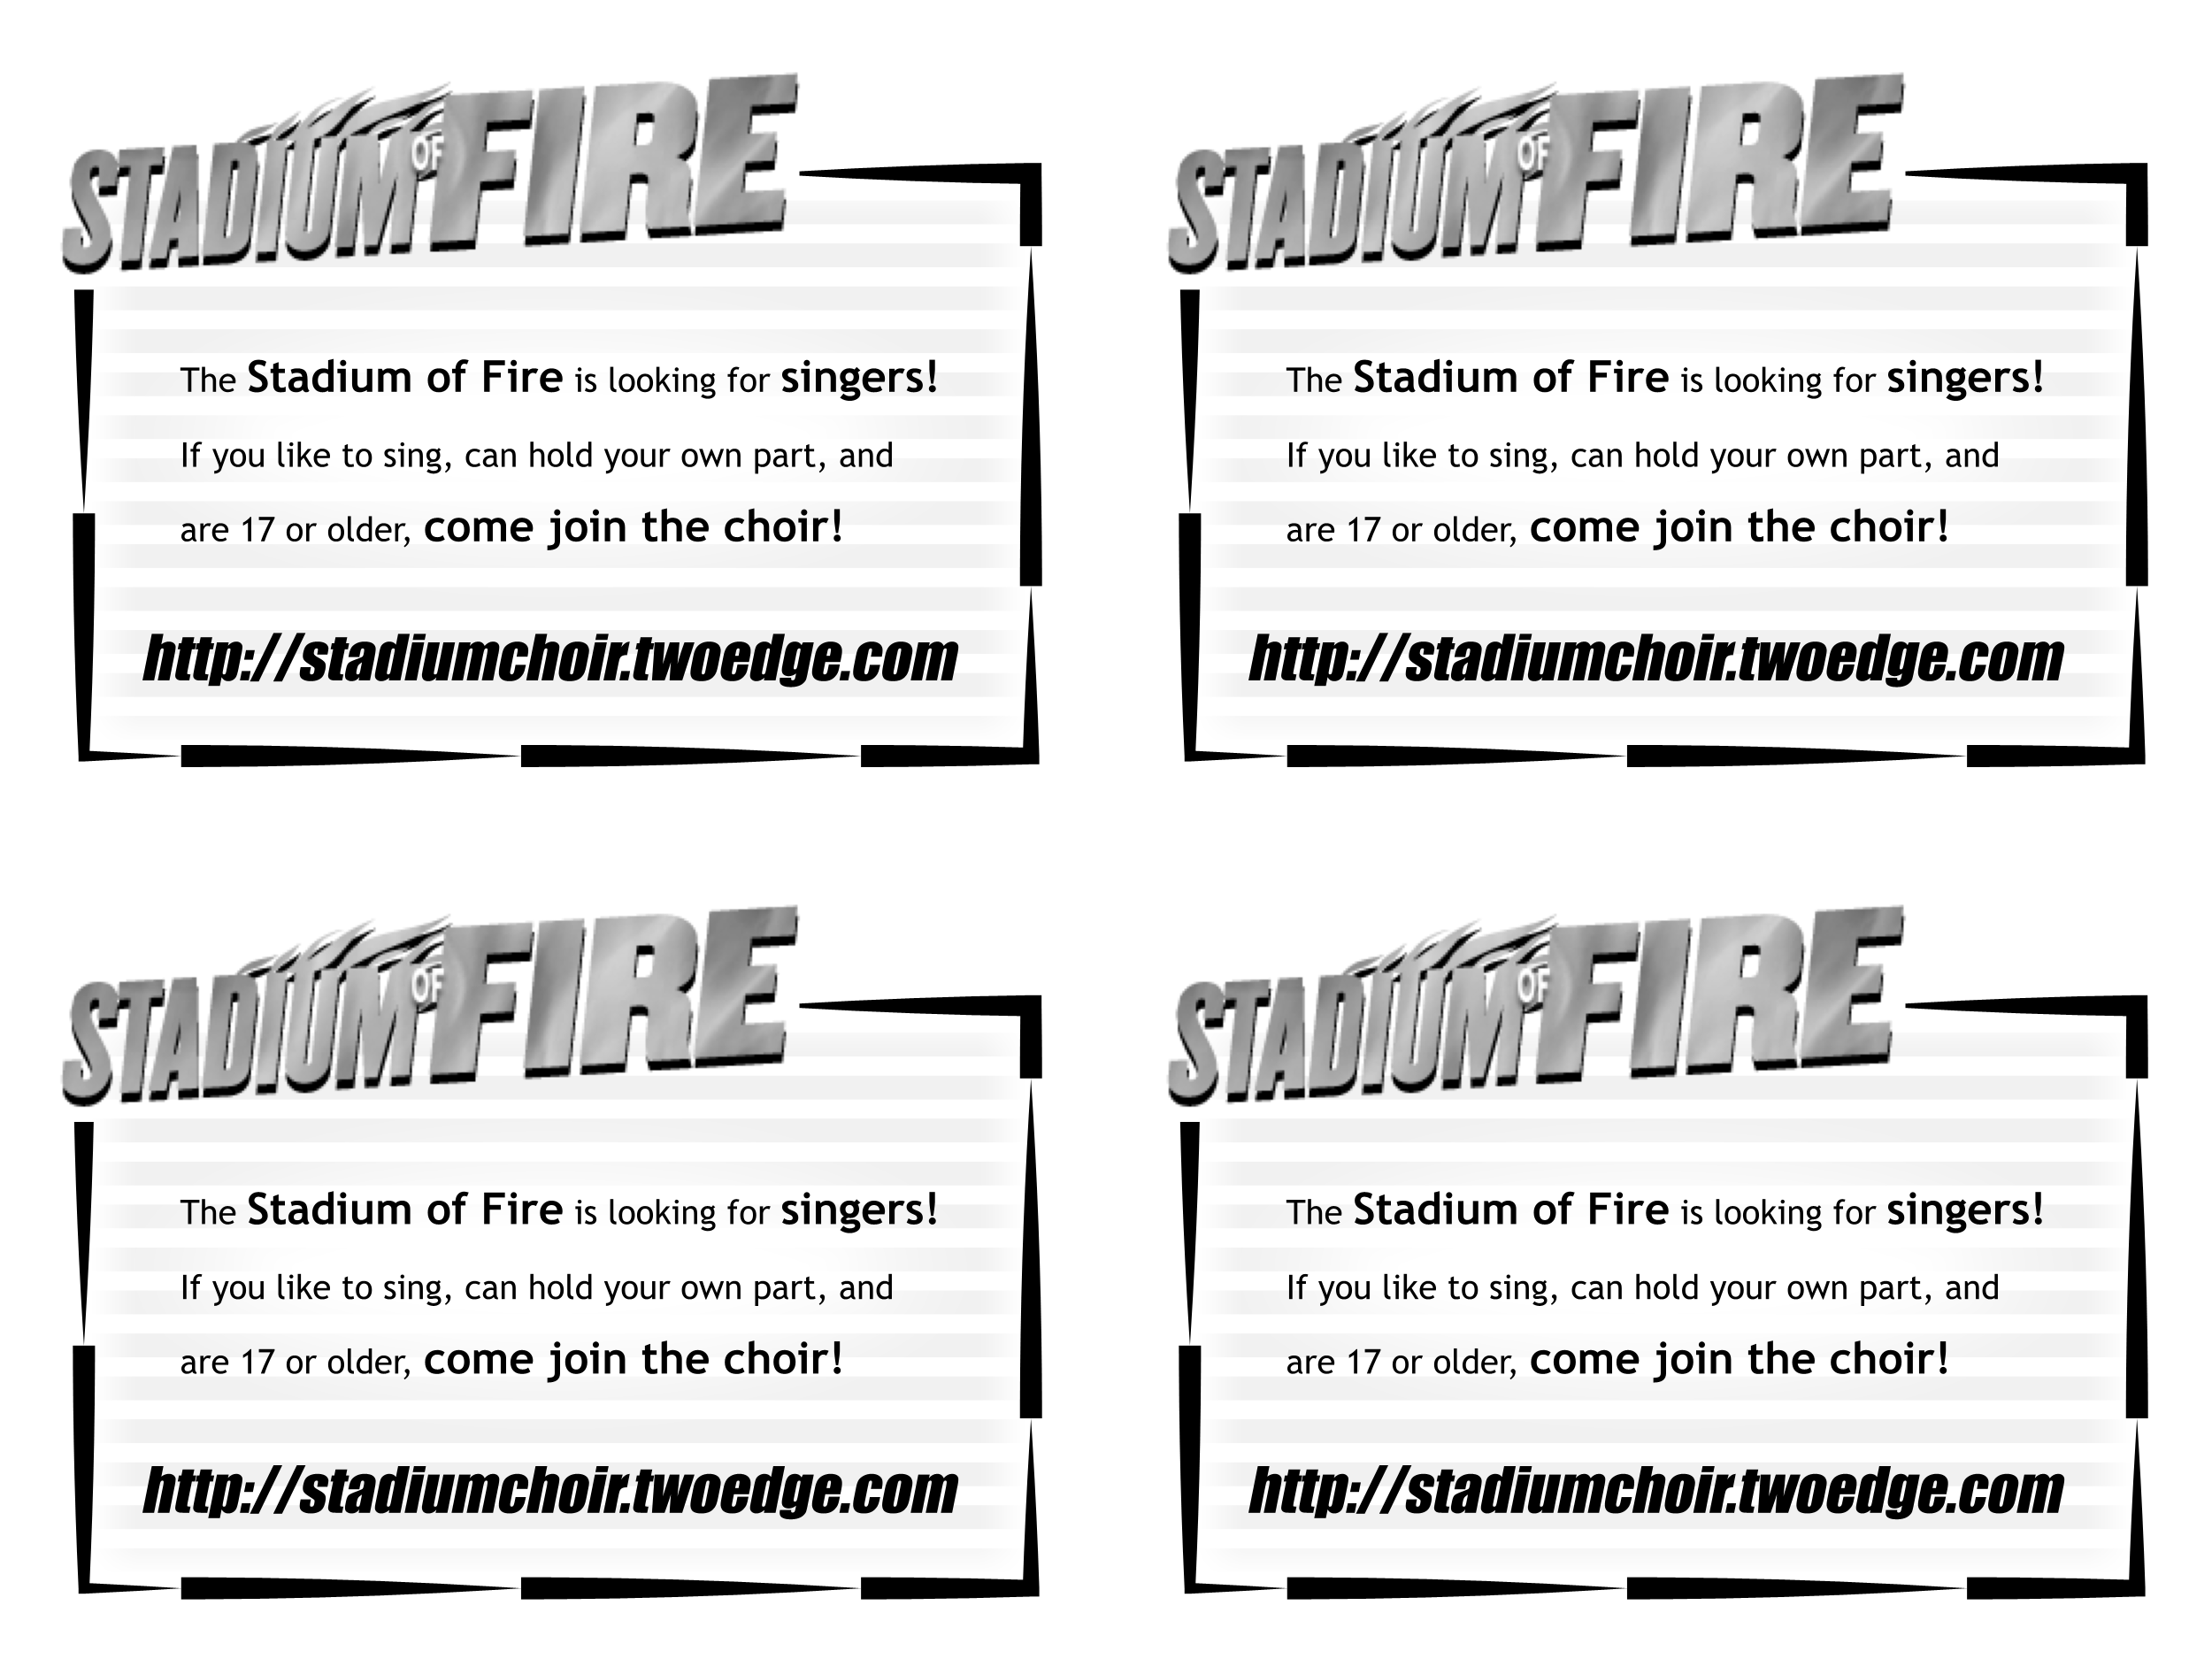 STADIUM OF FIRE
The Stadium of Fire is looking for singers!
If you like to sing, can hold your own part, and
are 17 or older, come join the choir!
http://stadiumchoir.twoedge.com
STADIUM OF FIRE
The Stadium of Fire is looking for singers!
If you like to sing, can hold your own part, and
are 17 or older, come join the choir!
http://stadiumchoir.twoedge.com
STADIUM OF FIRE
The Stadium of Fire is looking for singers!
If you like to sing, can hold your own part, and
are 17 or older, come join the choir!
http://stadiumchoir.twoedge.com
STADIUM OF FIRE
The Stadium of Fire is looking for singers!
If you like to sing, can hold your own part, and
are 17 or older, come join the choir!
http://stadiumchoir.twoedge.com